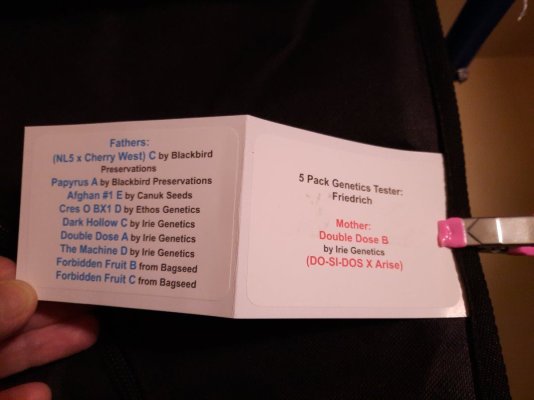 Fathers:
(NL5 x Cherry West) C by Blackbird
Preservations
Papyrus A by Blackbird Preservations
Afghan #1 E by Canuk Seeds
Cres O BX1 D by Ethos Genetics
Dark Hollow C by Irie Genetics
Double Dose A by Irie Genetics
The Machine D by Irie Genetics
Forbidden Fruit B from Bagseed
Forbidden Fruit C from Bagseed
5 Pack Genetics Tester:
Friedrich
Mother:
Double Dose B
by Irie Genetics
(DO-SI-DOS X Arise)